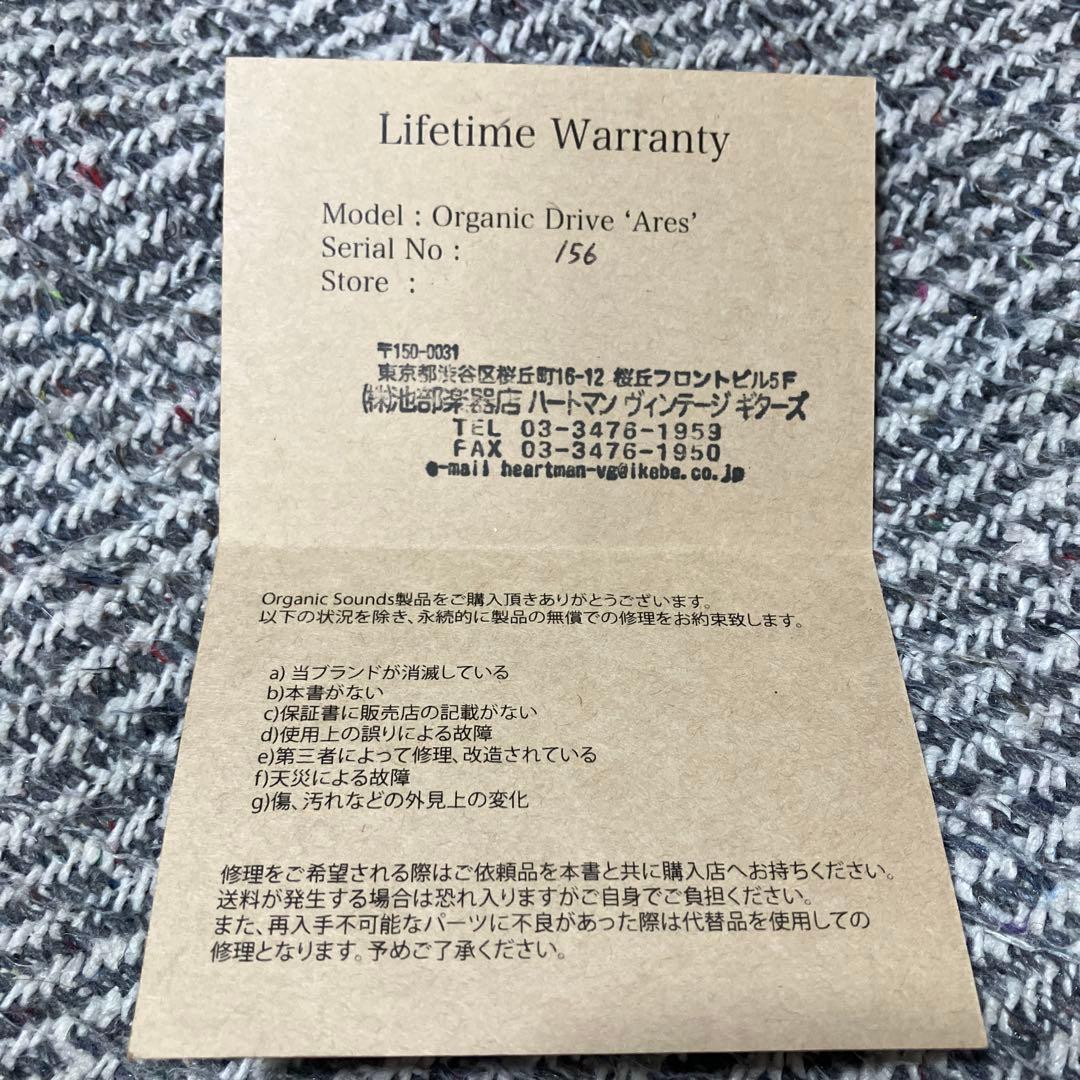 Lifetime Warranty
Model : Organic Drive ‘Ares’
Serial No : 156
Store :
〒150-0031
東京都渋谷区桜丘町16-12 桜丘フロントビル5F
(株)池部楽器店 ハートマン ヴィンテージ ギターズ
TEL 03-3476-1959
FAX 03-3476-1950
e-mail heartman-vg@ikebe.co.jp
Organic Sounds製品をご購入頂きありがとうございます。
以下の状況を除き、永続的に製品の無償での修理をお約束致します。
a) 当ブランドが消滅している
b)本書がない
c)保証書に販売店の記載がない
d)使用上の誤りによる故障
e)第三者によって修理、改造されている
f)天災による故障
g)傷、汚れなどの外見上の変化
修理をご希望される際はご依頼品を本書と共に購入店へお持ちください。
送料が発生する場合は恐れ入りますがご自身でご負担ください。
また、再入手不可能なパーツに不良があった際は代替品を使用しての
修理となります。予めご了承ください。